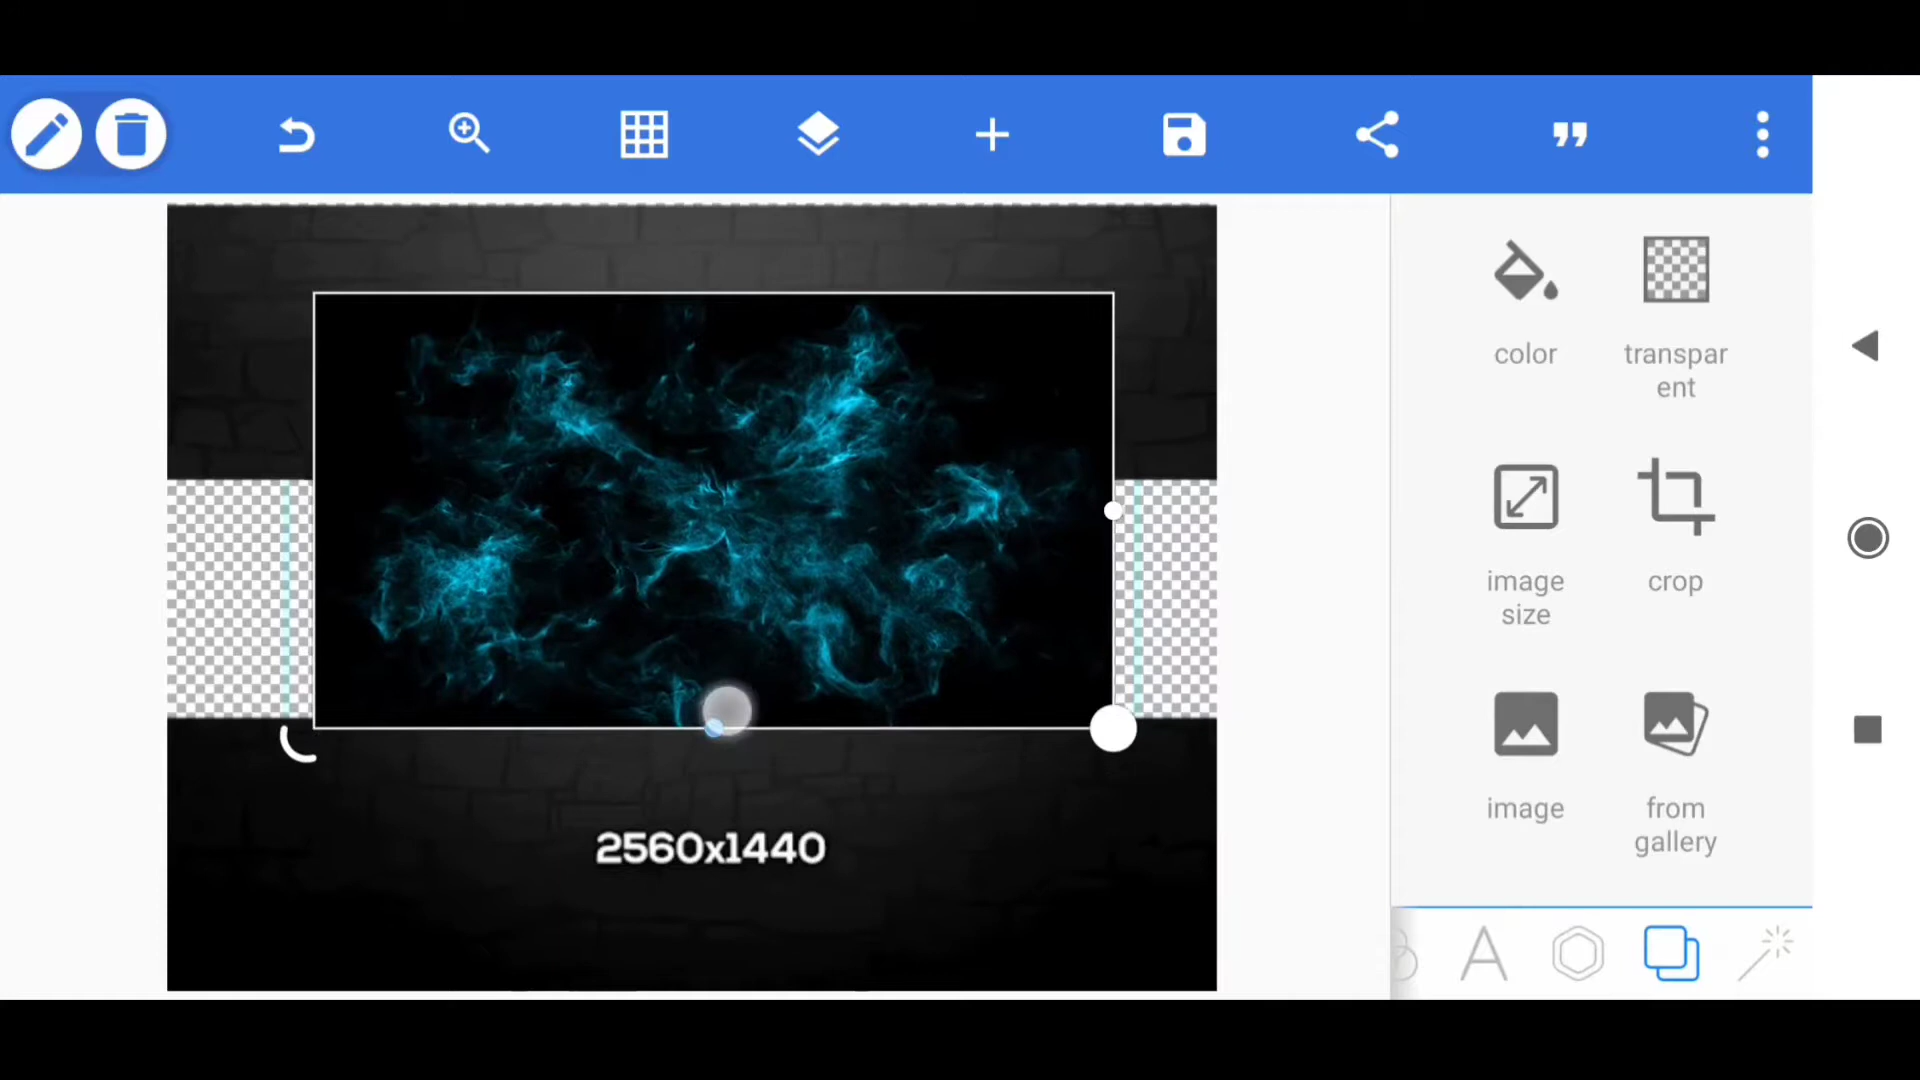 color
transpar
ent
image
size
crop
image
from
gallery
2560x1440